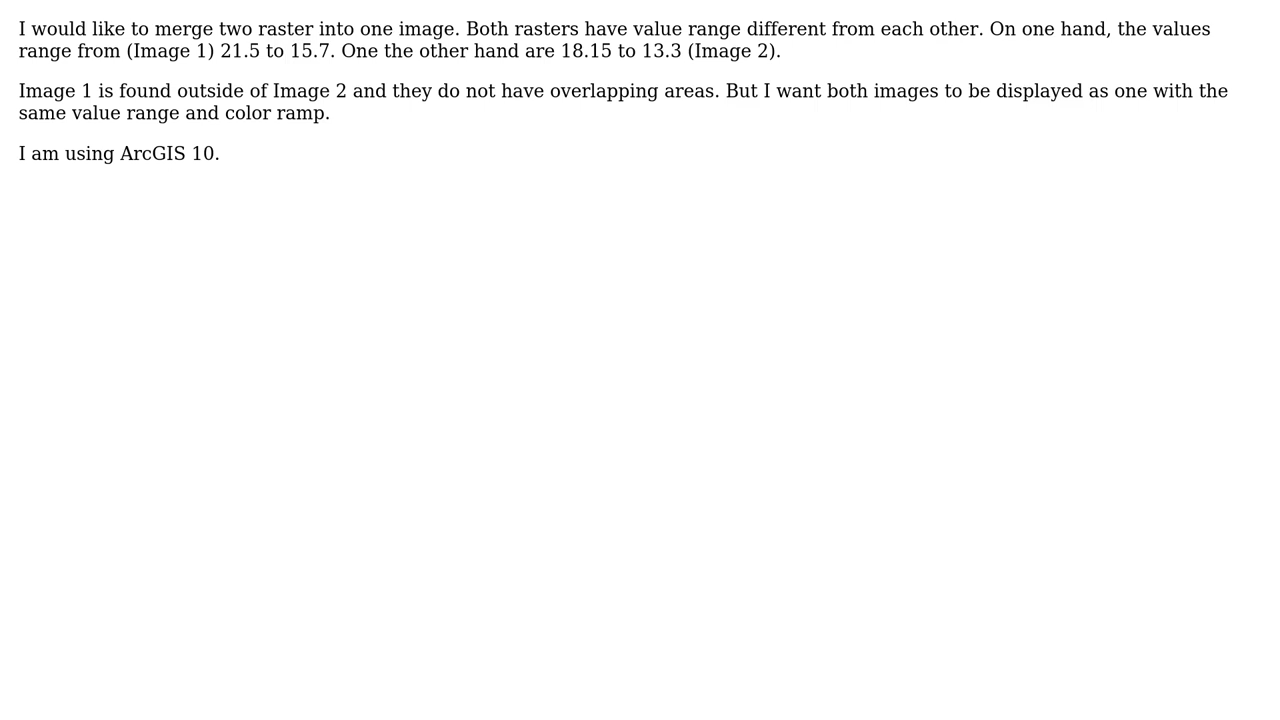 I would like to merge two raster into one image. Both rasters have value range different from each other. On one hand, the values
range from (Image 1) 21.5 to 15.7. One the other hand are 18.15 to 13.3 (Image 2).
Image 1 is found outside of Image 2 and they do not have overlapping areas. But I want both images to be displayed as one with the
same value range and color ramp.
I am using ArcGIS 10.